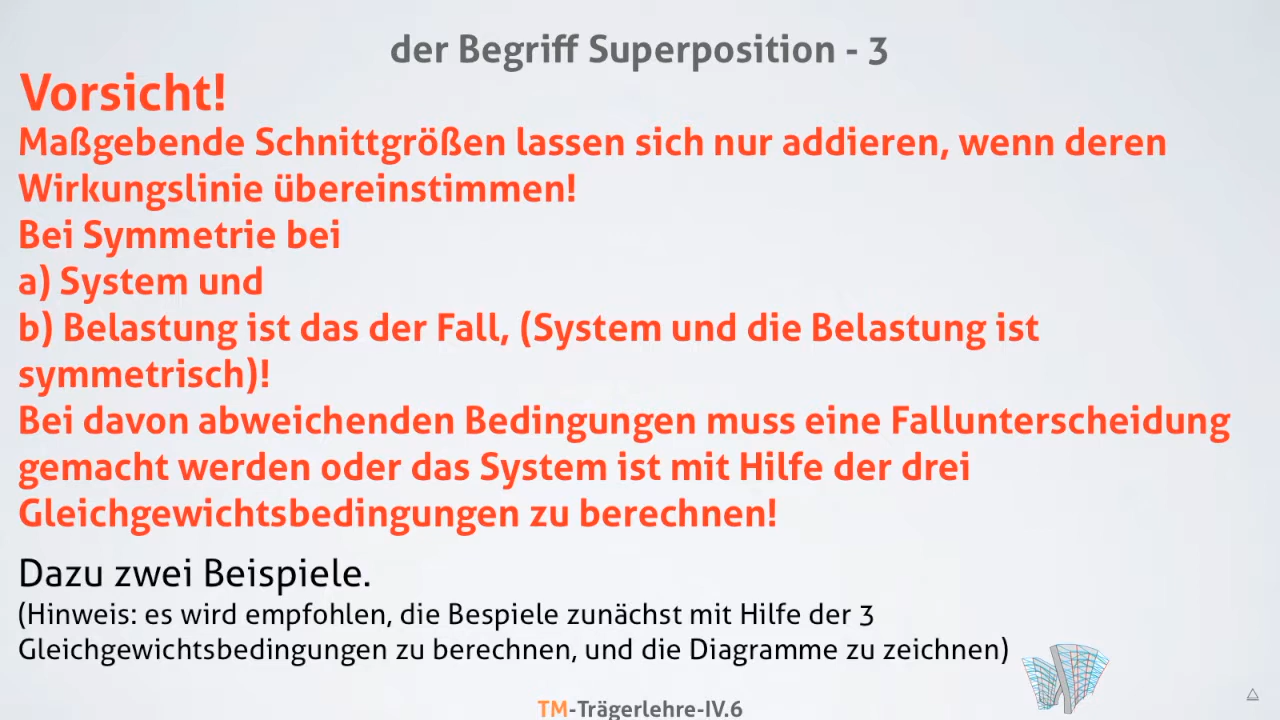 der Begriff Superposition - 3
Vorsicht!
Maßgebende Schnittgrößen lassen sich nur addieren, wenn deren
Wirkungslinie übereinstimmen!
Bei Symmetrie bei
a) System und
b) Belastung ist das der Fall, (System und die Belastung ist
symmetrisch)!
Bei davon abweichenden Bedingungen muss eine Fallunterscheidung
gemacht werden oder das System ist mit Hilfe der drei
Gleichgewichtsbedingungen zu berechnen!
Dazu zwei Beispiele.
(Hinweis: es wird empfohlen, die Bespiele zunächst mit Hilfe der 3
Gleichgewichtsbedingungen zu berechnen, und die Diagramme zu zeichnen)
TM-Trägerlehre-IV.6